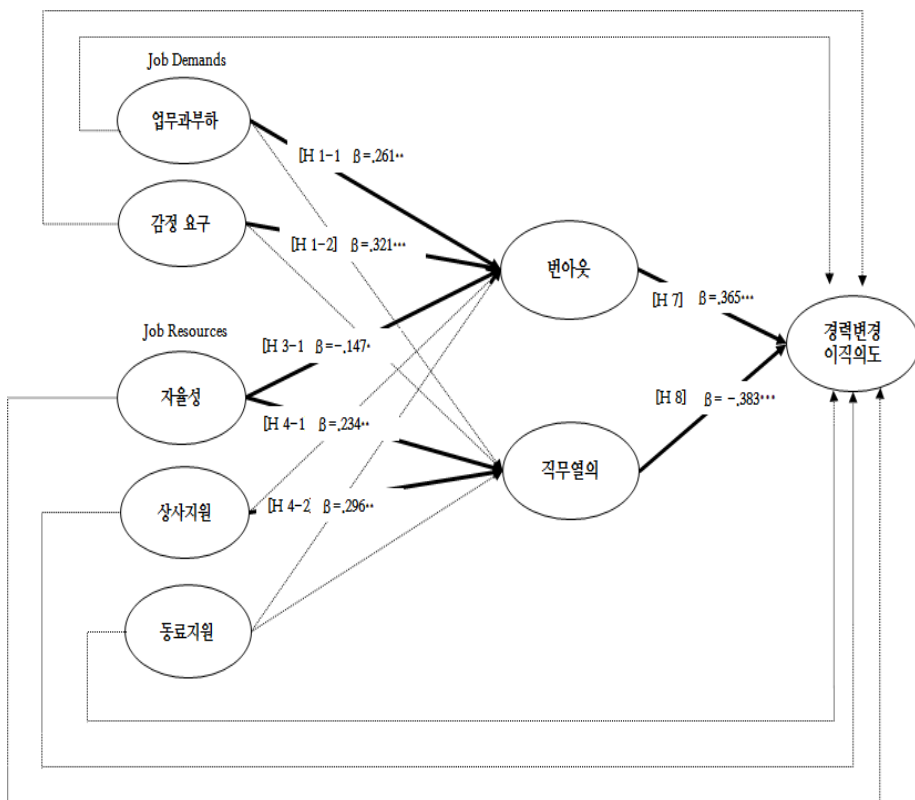 Job Demands
업무과부하
[H 1-1 β=.261**
감정 요구
[H 1-2] β=.321***
번아웃
[H 7] β=.365***
Job Resources
경력변경
이직의도
[H 3-1 β=-.147*
자율성
[H 8] β= -.383***
[H 4-1 β=.234**
직무열의
상사지원
[H 4-2] β=.296**
동료지원